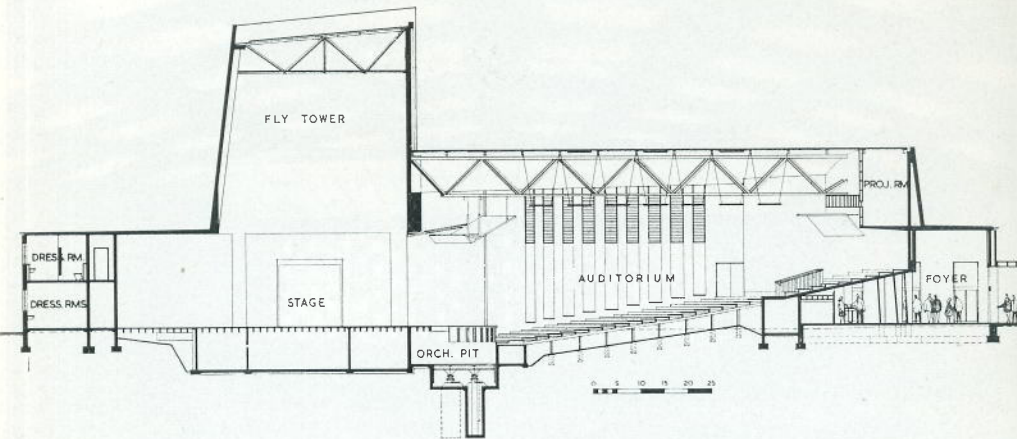 FLY TOWER
PROJ. RM
DRESS. RM.
DRESS. RMS
STAGE
AUDITORIUM
FOYER
ORCH. PIT
0 5 10 15 20 25